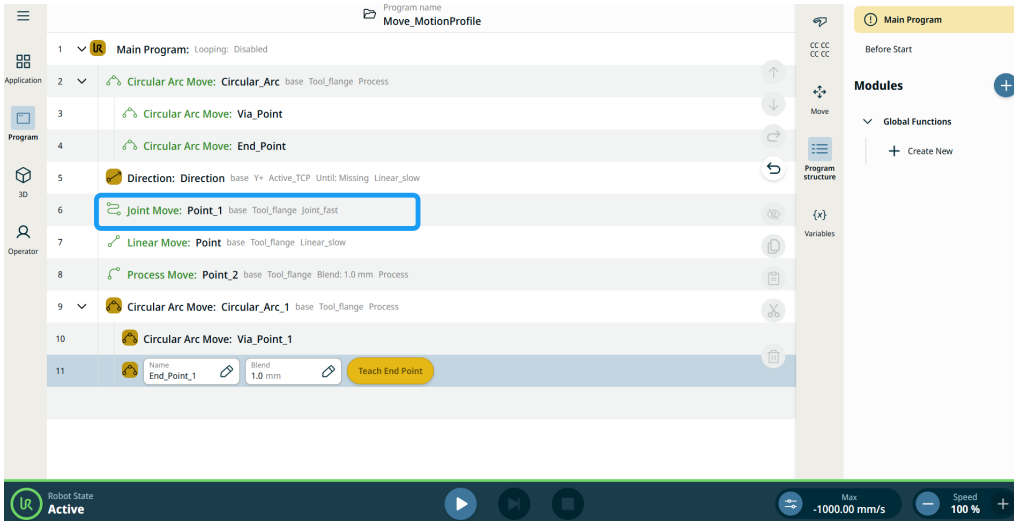 Program name
Move_MotionProfile
Application
Program
3D
Operator
1 Main Program: Looping: Disabled
2 Circular Arc Move: Circular_Arc base Tool_flange Process
3 Circular Arc Move: Via_Point
4 Circular Arc Move: End_Point
5 Direction: Direction base Y+ Active_TCP Until: Missing Linear_slow
6 Joint Move: Point_1 base Tool_flange Joint_fast
7 Linear Move: Point base Tool_flange Linear_slow
8 Process Move: Point_2 base Tool_flange Blend: 1.0 mm Process
9 Circular Arc Move: Circular_Arc_1 base Tool_flange Process
10 Circular Arc Move: Via_Point_1
11 Name End_Point_1 Blend 1.0 mm Teach End Point
CC CC
CC CC
Move
Program
structure
{x}
Variables
Main Program
Before Start
Modules
Global Functions
Create New
UR
Robot State
Active
Max
-1000.00 mm/s
Speed
100 %